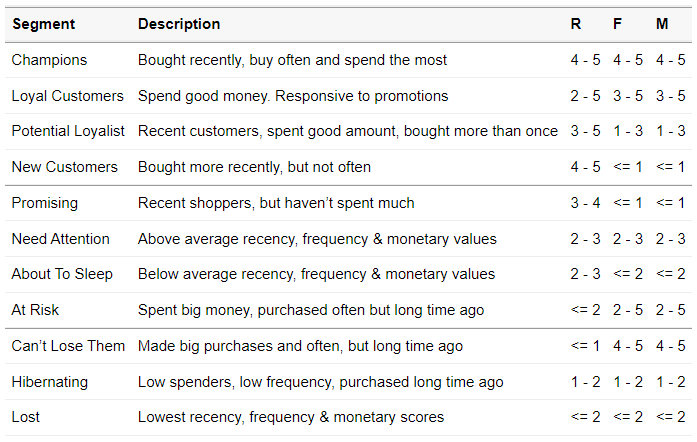 Segment Description R F M
Champions Bought recently, buy often and spend the most 4 - 5 4 - 5 4 - 5
Loyal Customers Spend good money. Responsive to promotions 2 - 5 3 - 5 3 - 5
Potential Loyalist Recent customers, spent good amount, bought more than once 3 - 5 1 - 3 1 - 3
New Customers Bought more recently, but not often 4 - 5 <= 1 <= 1
Promising Recent shoppers, but haven’t spent much 3 - 4 <= 1 <= 1
Need Attention Above average recency, frequency & monetary values 2 - 3 2 - 3 2 - 3
About To Sleep Below average recency, frequency & monetary values 2 - 3 <= 2 <= 2
At Risk Spent big money, purchased often but long time ago <= 2 2 - 5 2 - 5
Can’t Lose Them Made big purchases and often, but long time ago <= 1 4 - 5 4 - 5
Hibernating Low spenders, low frequency, purchased long time ago 1 - 2 1 - 2 1 - 2
Lost Lowest recency, frequency & monetary scores <= 2 <= 2 <= 2